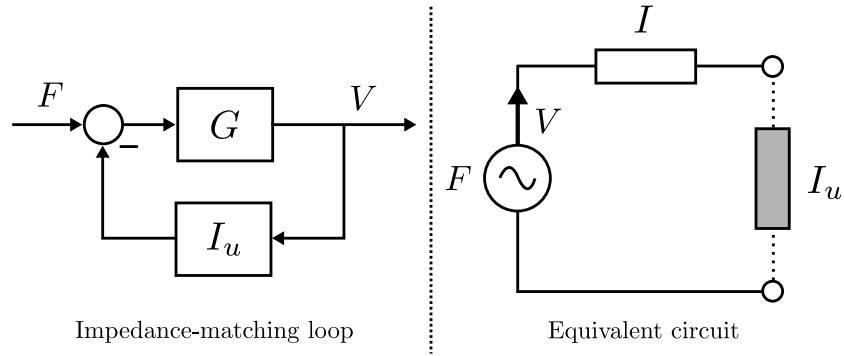 F
G
V
I_u
Impedance-matching loop
I
V
F
I_u
Equivalent circuit